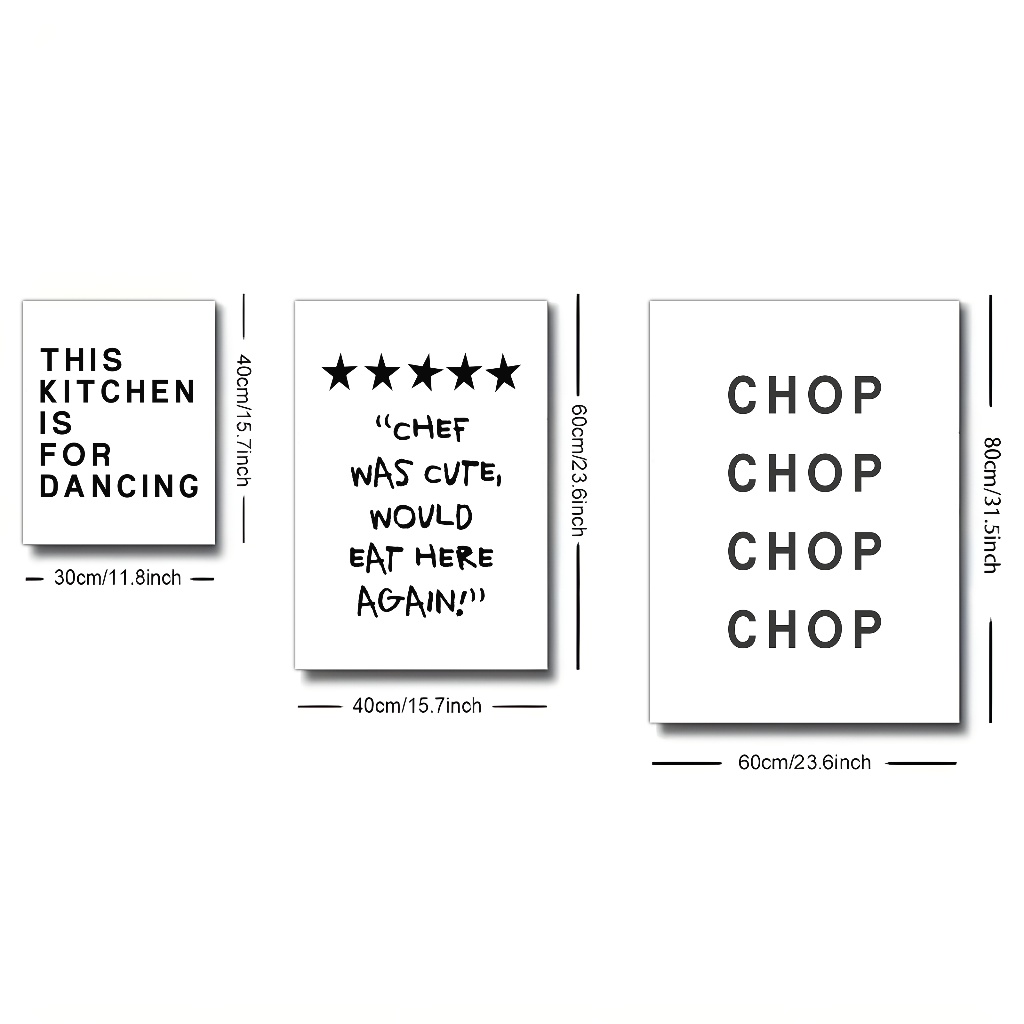 THIS
KITCHEN
IS
FOR
DANCING
40cm/15.7inch
30cm/11.8inch
“CHEF
WAS CUTE,
WOULD
EAT HERE
AGAIN!”
60cm/23.6inch
40cm/15.7inch
CHOP
CHOP
CHOP
CHOP
80cm/31.5inch
60cm/23.6inch